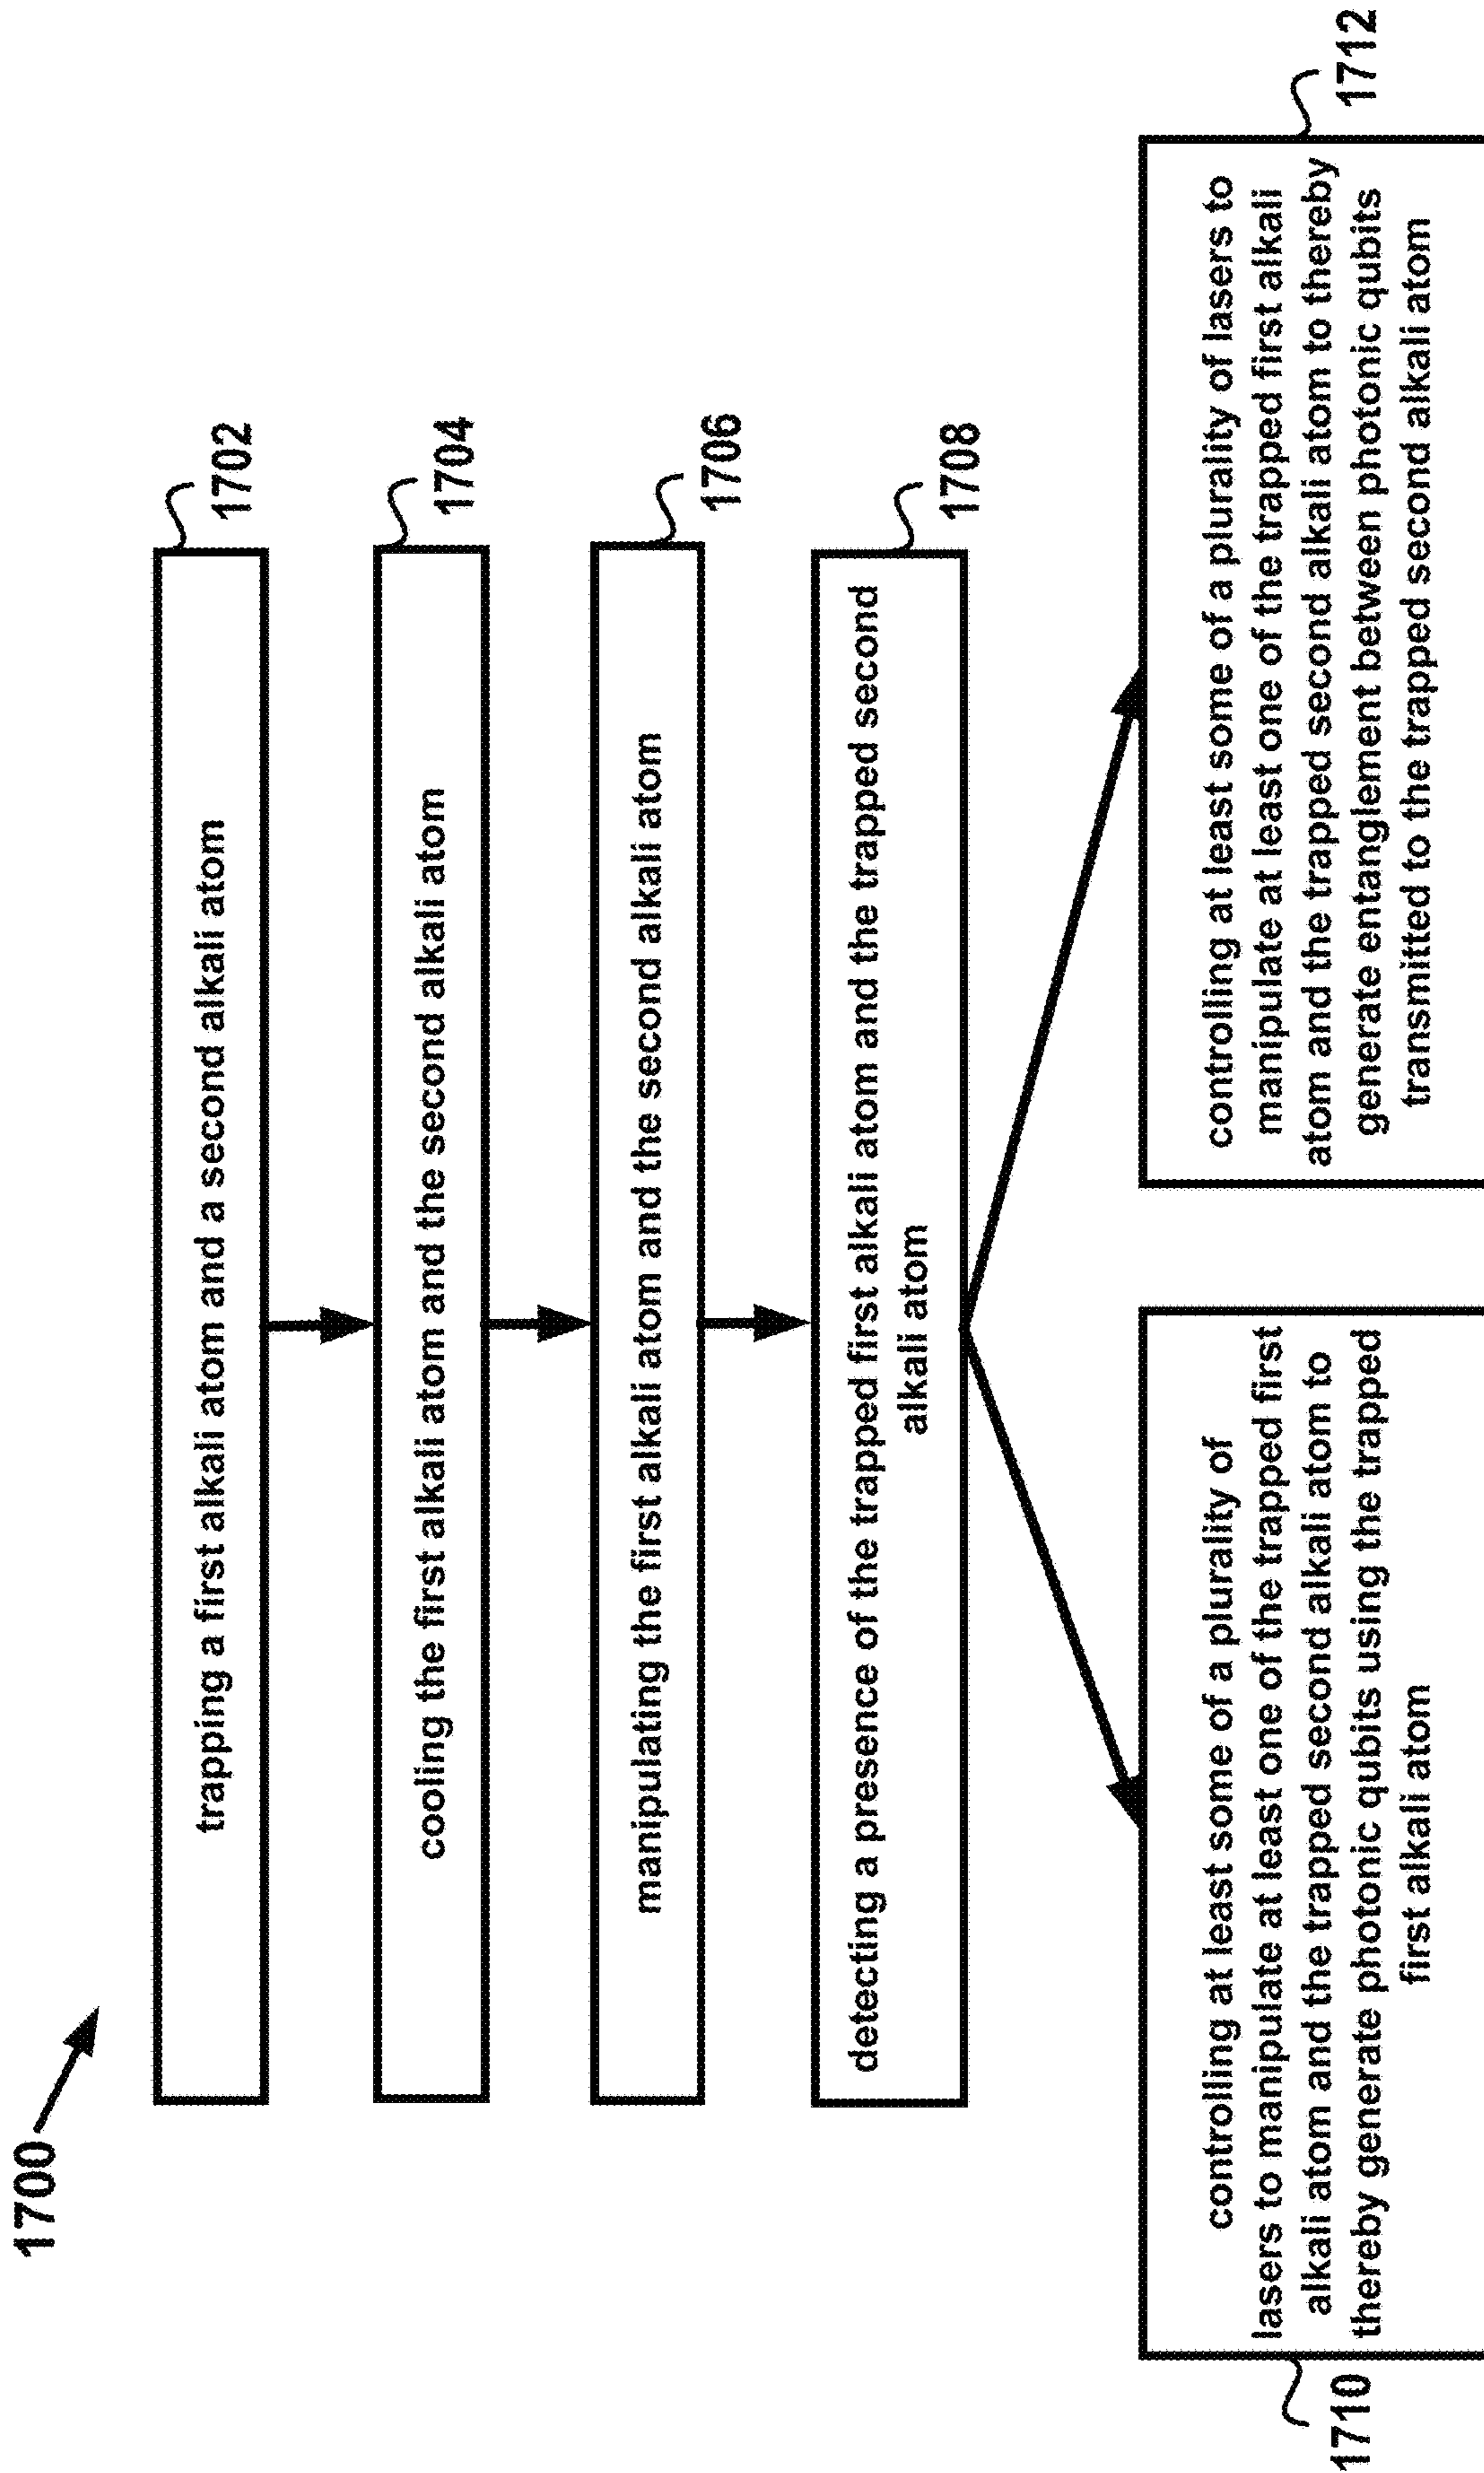 1700
trapping a first alkali atom and a second alkali atom
1702
cooling the first alkali atom and the second alkali atom
1704
manipulating the first alkali atom and the second alkali atom
1706
detecting a presence of the trapped first alkali atom and the trapped second
alkali atom
1708
controlling at least some of a plurality of
lasers to manipulate at least one of the trapped first
alkali atom and the trapped second alkali atom to
thereby generate photonic qubits using the trapped
first alkali atom
1710
controlling at least some of a plurality of lasers to
manipulate at least one of the trapped first alkali
atom and the trapped second alkali atom to thereby
generate entanglement between photonic qubits
transmitted to the trapped second alkali atom
1712